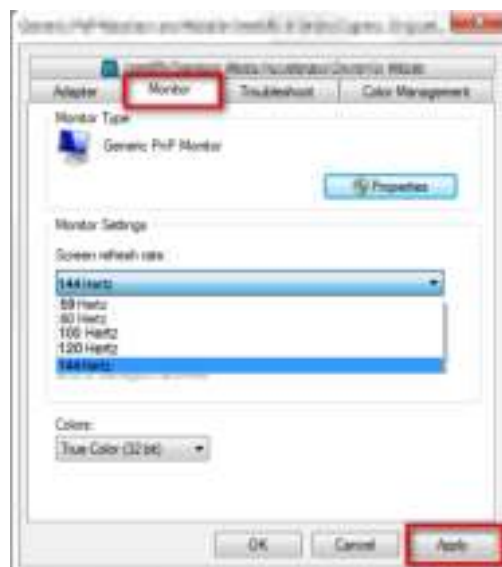 Adapter Monitor Troubleshoot Color Management
Monitor Type
Generic PnP Monitor
Properties
Monitor Settings
Screen refresh rate
144 Hertz
59 Hertz
60 Hertz
100 Hertz
120 Hertz
144 Hertz
Colors:
True Color (32 bit)
OK Cancel Apply